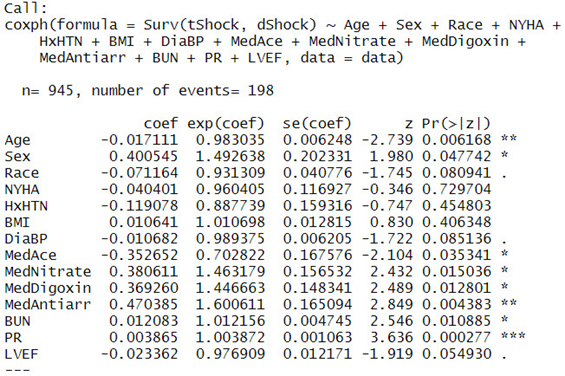 Call:
coxph(formula = Surv(tShock, dShock) ~ Age + Sex + Race + NYHA +
    HxHTN + BMI + DiaBP + MedAce + MedNitrate + MedDigoxin +
    MedAntiarr + BUN + PR + LVEF, data = data)

  n= 945, number of events= 198

                coef exp(coef)  se(coef)      z Pr(>|z|)
Age        -0.017111  0.983035  0.006248 -2.739 0.006168 **
Sex         0.400545  1.492638  0.202331  1.980 0.047742 *
Race       -0.071164  0.931309  0.040776 -1.745 0.080941 .
NYHA       -0.040401  0.960405  0.116927 -0.346 0.729704
HxHTN      -0.119078  0.887739  0.159316 -0.747 0.454803
BMI         0.010641  1.010698  0.012815  0.830 0.406348
DiaBP      -0.010682  0.989375  0.006205 -1.722 0.085136 .
MedAce     -0.352652  0.702822  0.167576 -2.104 0.035341 *
MedNitrate  0.380611  1.463179  0.156532  2.432 0.015036 *
MedDigoxin  0.369260  1.446663  0.148341  2.489 0.012801 *
MedAntiarr  0.470385  1.600611  0.165094  2.849 0.004383 **
BUN         0.012083  1.012156  0.004745  2.546 0.010885 *
PR          0.003865  1.003872  0.001063  3.636 0.000277 ***
LVEF       -0.023362  0.976909  0.012171 -1.919 0.054930 .
---